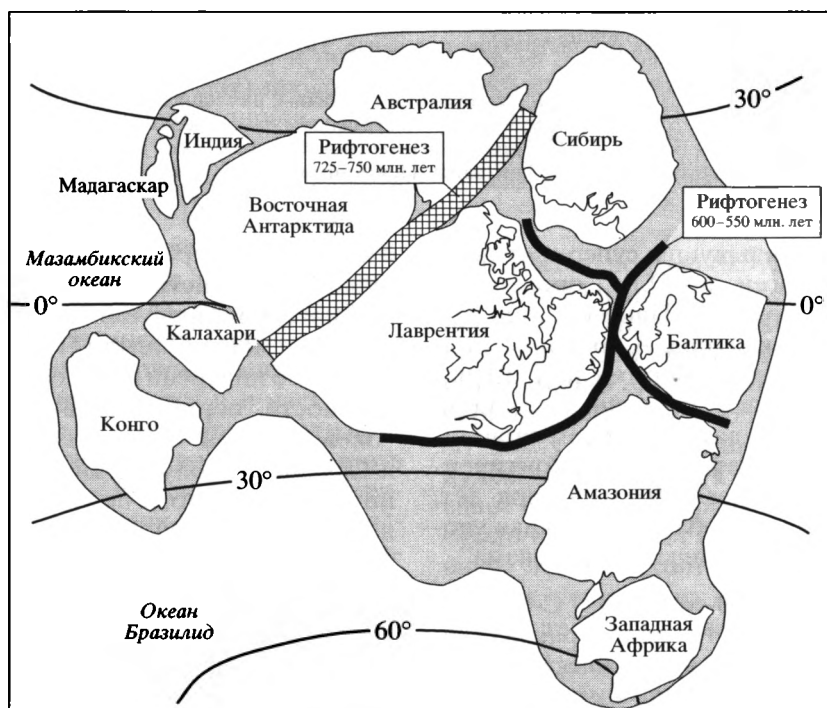 Австралия
30°
Сибирь
Индия
Рифтогенез
725–750 млн. лет
Мадагаскар
Восточная
Антарктида
Рифтогенез
600–550 млн. лет
Мазамбикский
океан
0°
0°
Калахари
Лаврентия
Балтика
Конго
30°
Амазония
Океан
Бразилид
60°
Западная
Африка